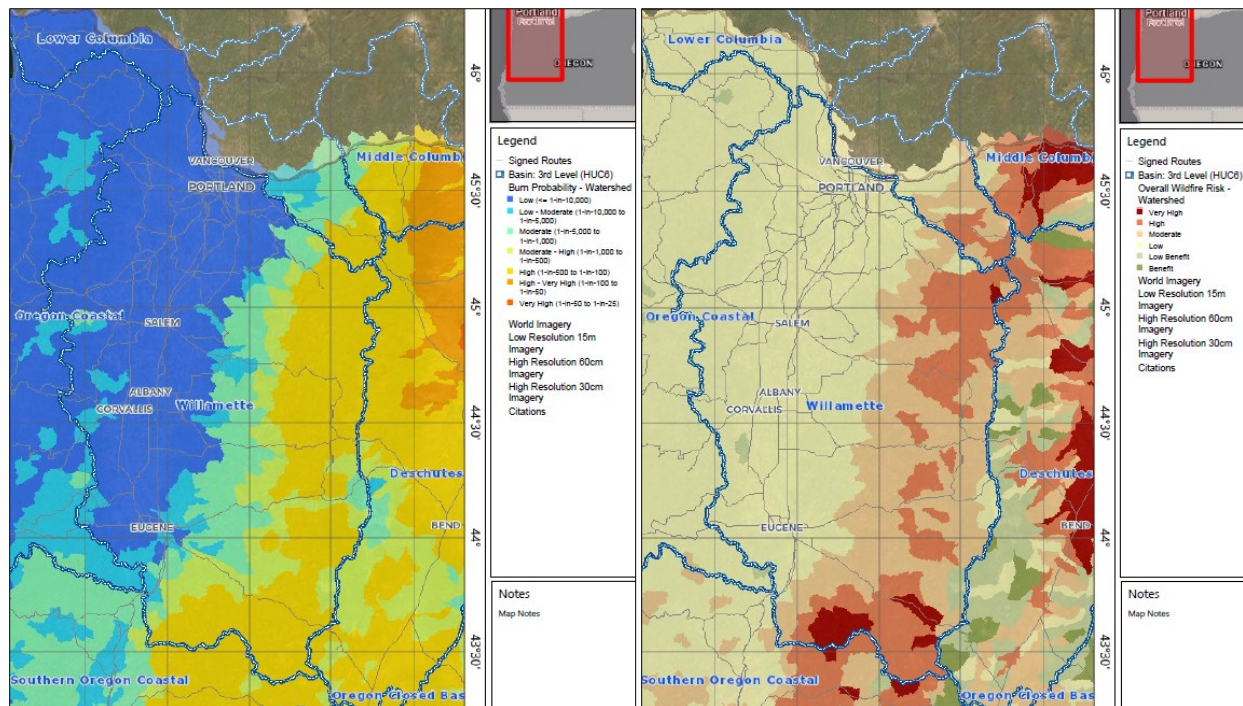 Lower Columbia
VANCOUVER
PORTLAND
Middle Columb
Oregon Coastal
SALEM
ALBANY
CORVALLIS
Willamette
Deschutes
EUGENE
BEND
Southern Oregon Coastal
Oregon Closed Bas
46°
45°30'
45°
44°30'
44°
43°30'
Portland
OREGON
Legend
Signed Routes
Basin: 3rd Level (HUC6)
Burn Probability - Watershed
Low (<= 1-in-10,000)
Low - Moderate (1-in-10,000 to
1-in-5,000)
Moderate (1-in-5,000 to
1-in-1,000)
Moderate - High (1-in-1,000 to
1-in-500)
High (1-in-500 to 1-in-100)
High - Very High (1-in-100 to
1-in-50)
Very High (1-in-50 to 1-in-25)
World Imagery
Low Resolution 15m
Imagery
High Resolution 60cm
Imagery
High Resolution 30cm
Imagery
Citations
Notes
Map Notes
Lower Columbia
VANCOUVER
PORTLAND
Middle Columb
Oregon Coastal
SALEM
ALBANY
CORVALLIS
Willamette
Deschutes
EUGENE
BEND
Southern Oregon Coastal
Oregon Closed Bas
46°
45°30'
45°
44°30'
44°
43°30'
Portland
OREGON
Legend
Signed Routes
Basin: 3rd Level (HUC6)
Overall Wildfire Risk -
Watershed
Very High
High
Moderate
Low
Low Benefit
Benefit
World Imagery
Low Resolution 15m
Imagery
High Resolution 60cm
Imagery
High Resolution 30cm
Imagery
Citations
Notes
Map Notes